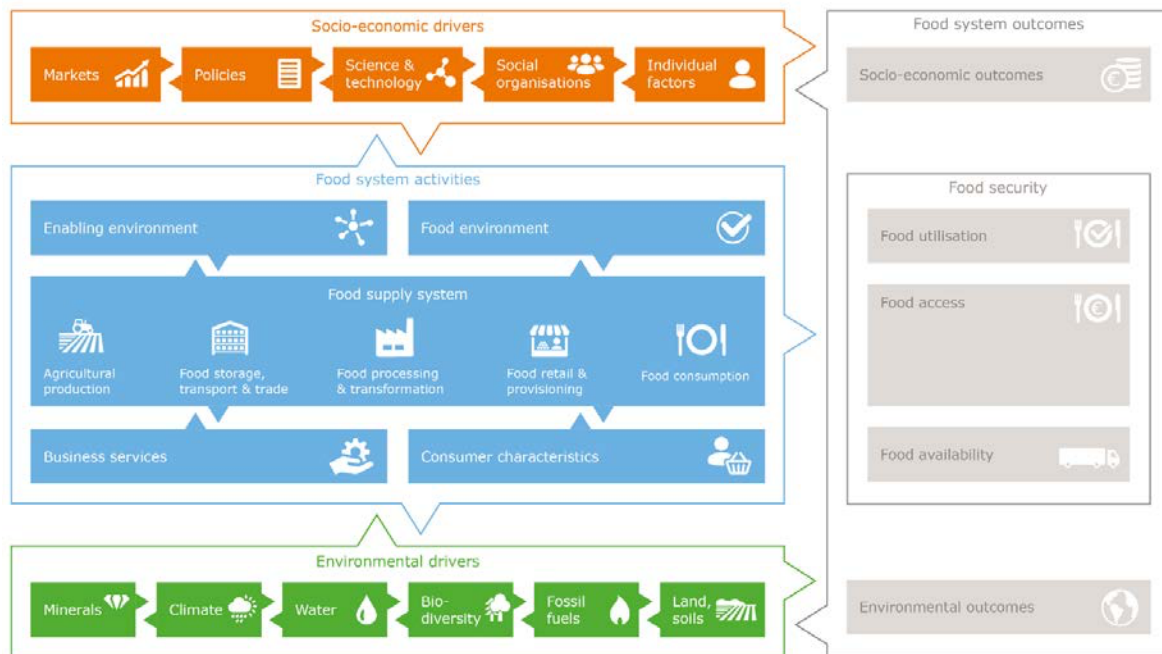 Socio-economic drivers
Markets
Policies
Science &
technology
Social
organisations
Individual
factors
Food system outcomes
Socio-economic outcomes
Food system activities
Enabling environment
Food environment
Food supply system
Agricultural
production
Food storage,
transport & trade
Food processing
& transformation
Food retail &
provisioning
Food consumption
Business services
Consumer characteristics
Food security
Food utilisation
Food access
Food availability
Environmental drivers
Minerals
Climate
Water
Bio-
diversity
Fossil
fuels
Land,
soils
Environmental outcomes